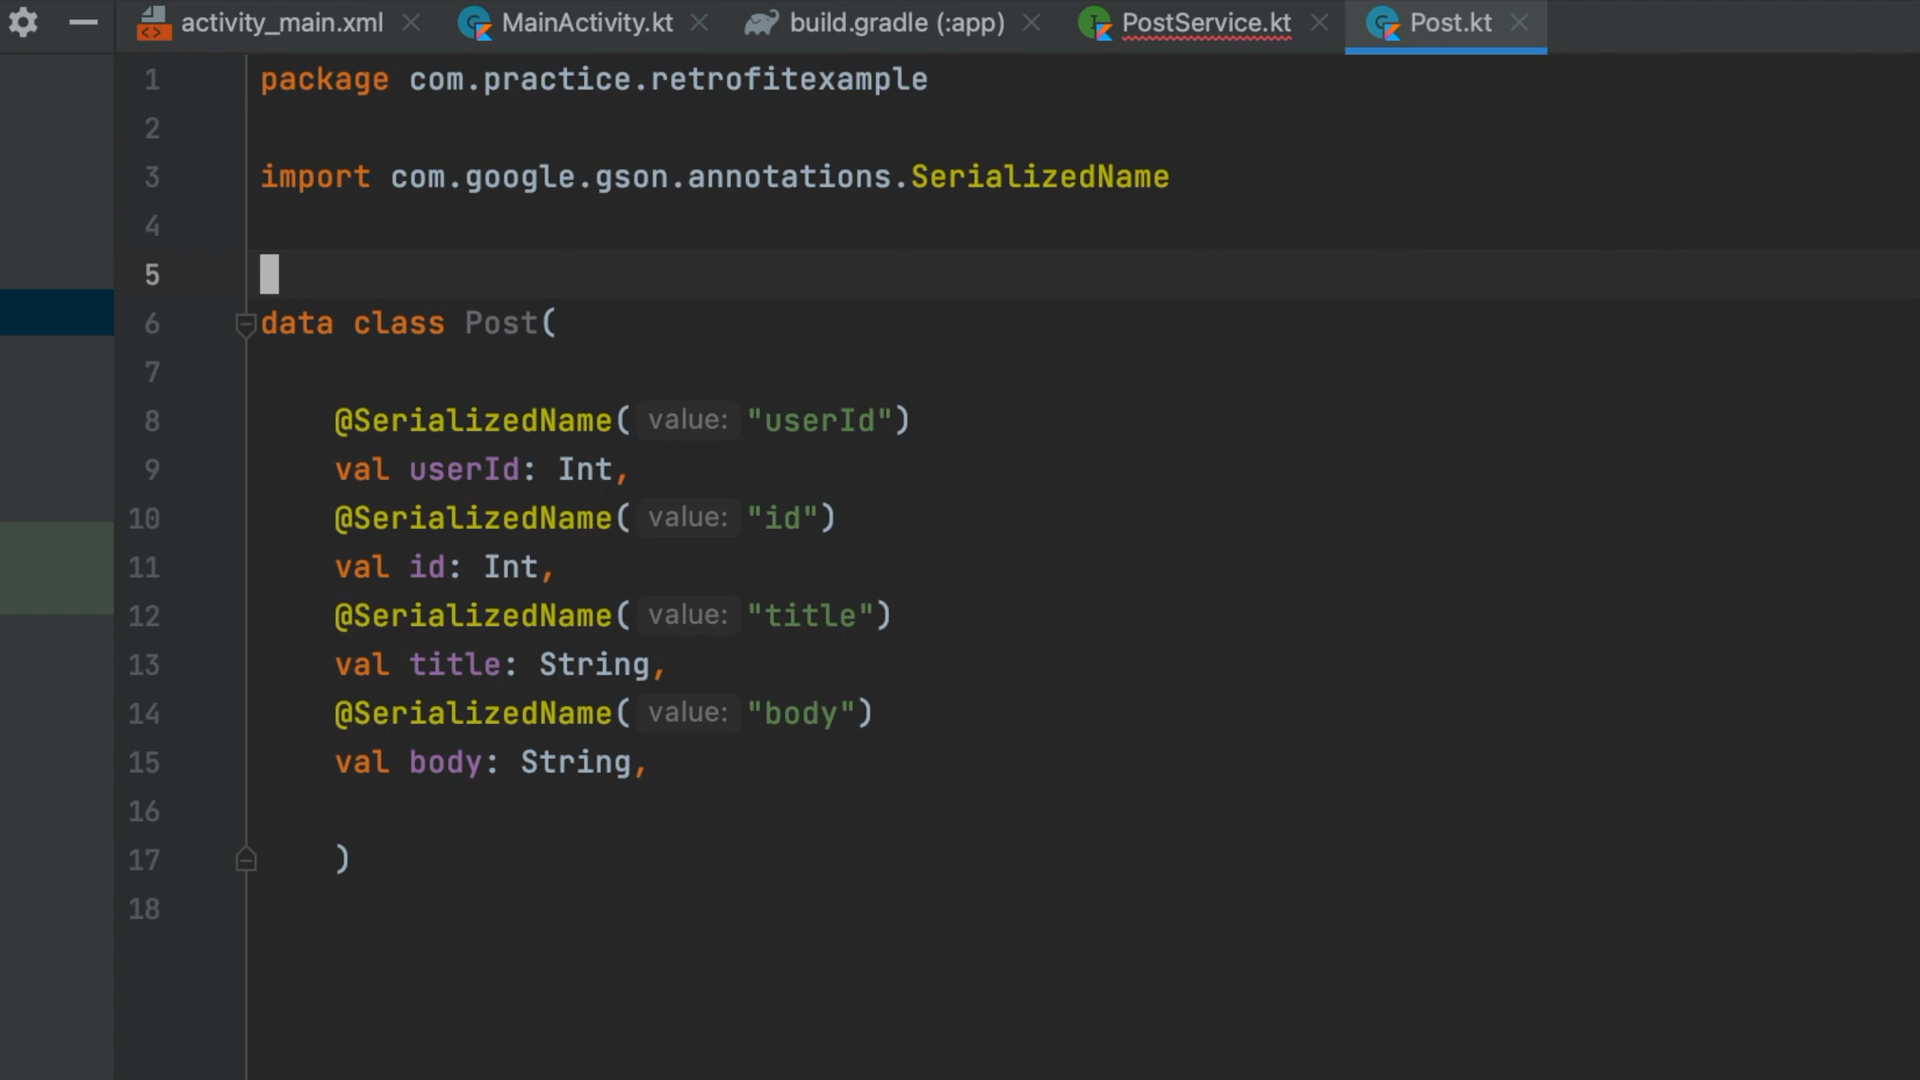 activity_main.xml MainActivity.kt build.gradle (:app) PostService.kt Post.kt
1 package com.practice.retrofitexample
2
3 import com.google.gson.annotations.SerializedName
4
5
6 data class Post(
7
8 @SerializedName( value: "userId")
9 val userId: Int,
10 @SerializedName( value: "id")
11 val id: Int,
12 @SerializedName( value: "title")
13 val title: String,
14 @SerializedName( value: "body")
15 val body: String,
16
17 )
18